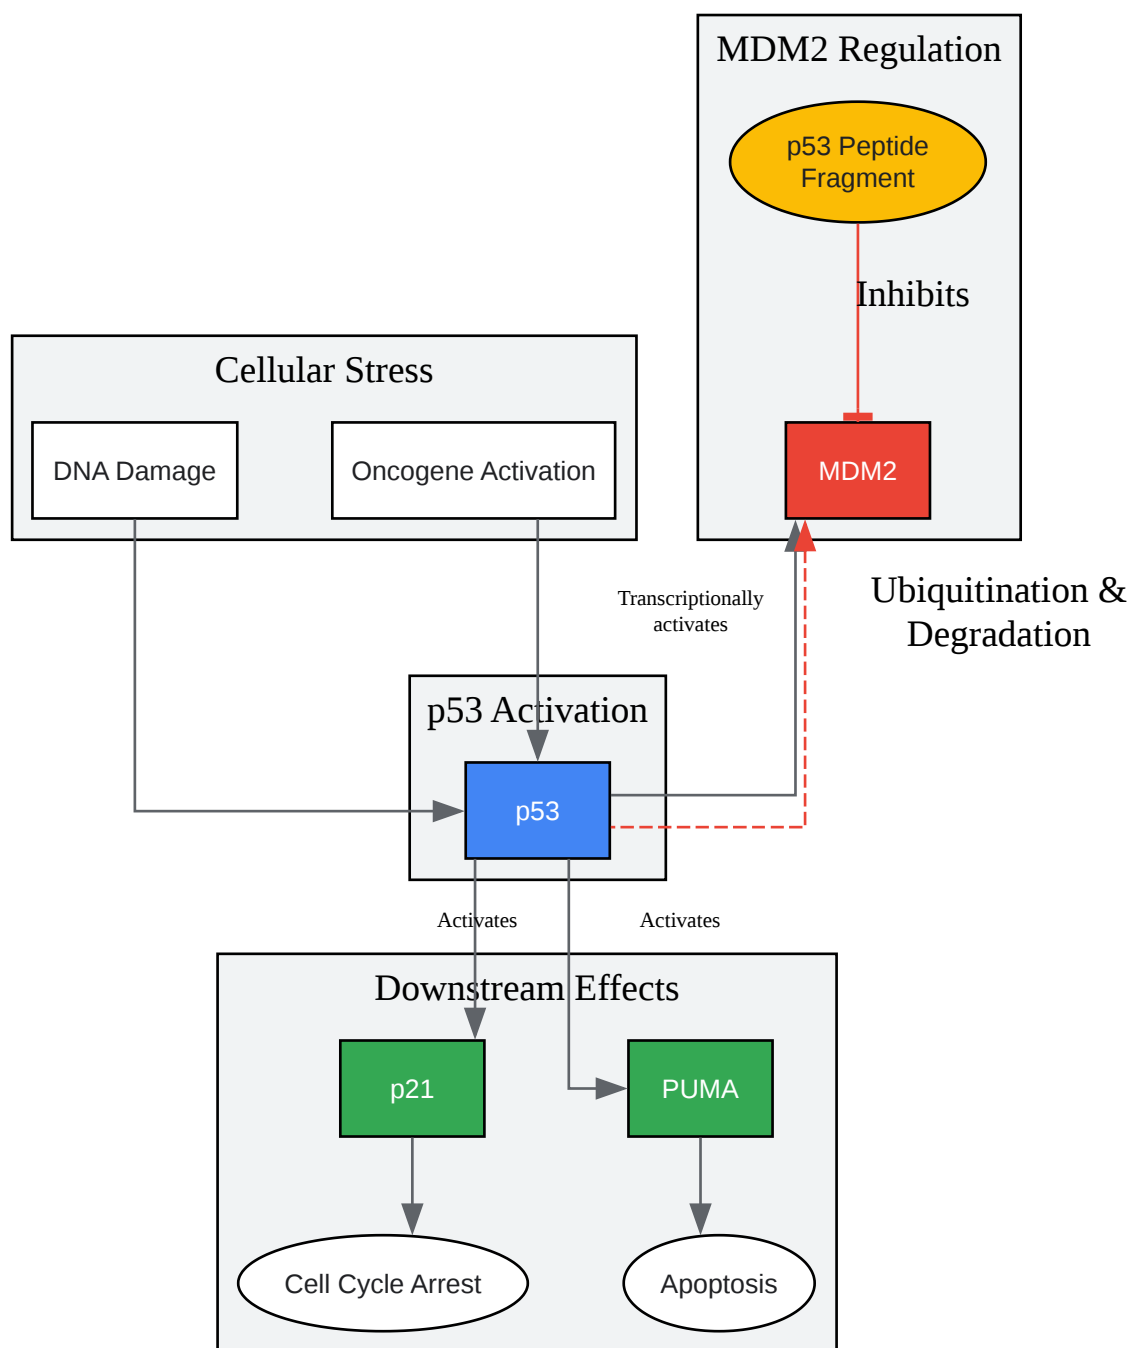 MDM2 Regulation
p53 Peptide
Fragment
Inhibits
Cellular Stress
DNA Damage
Oncogene Activation
MDM2
Transcriptionally
activates
Ubiquitination &
Degradation
p53 Activation
p53
Activates
Activates
Downstream Effects
p21
PUMA
Cell Cycle Arrest
Apoptosis